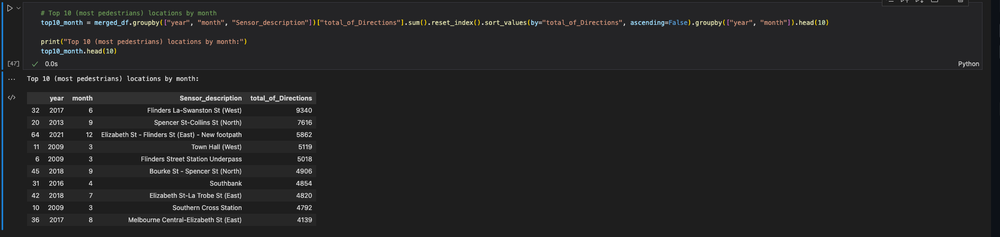 # Top 10 (most pedestrians) locations by month
top10_month = merged_df.groupby(["year", "month", "Sensor_description"])["total_of_Directions"].sum().reset_index().sort_values(by="total_of_Directions", ascending=False).groupby(["year", "month"]).head(10)
print("Top 10 (most pedestrians) locations by month:")
top10_month.head(10)
[47] 0.0s Python
... Top 10 (most pedestrians) locations by month:
</>
year month Sensor_description total_of_Directions
32 2017 6 Flinders La-Swanston St (West) 9340
20 2013 9 Spencer St-Collins St (North) 7616
64 2021 12 Elizabeth St - Flinders St (East) - New footpath 5862
11 2009 3 Town Hall (West) 5119
6 2009 3 Flinders Street Station Underpass 5018
45 2018 9 Bourke St - Spencer St (North) 4906
31 2016 4 Southbank 4854
42 2018 7 Elizabeth St-La Trobe St (East) 4820
10 2009 3 Southern Cross Station 4792
36 2017 8 Melbourne Central-Elizabeth St (East) 4139